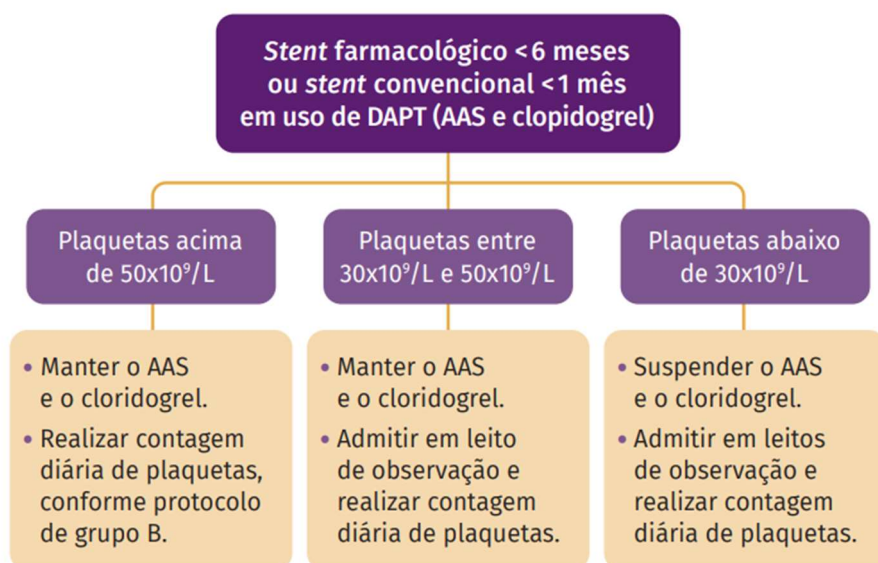 Stent farmacológico <6 meses
ou stent convencional <1 mês
em uso de DAPT (AAS e clopidogrel)
Plaquetas acima
de 50x10⁹/L
Plaquetas entre
30x10⁹/L e 50x10⁹/L
Plaquetas abaixo
de 30x10⁹/L
• Manter o AAS
e o cloridogrel.
• Realizar contagem
diária de plaquetas,
conforme protocolo
de grupo B.
• Manter o AAS
e o cloridogrel.
• Admitir em leito
de observação e
realizar contagem
diária de plaquetas.
• Suspender o AAS
e o cloridogrel.
• Admitir em leitos
de observação e
realizar contagem
diária de plaquetas.